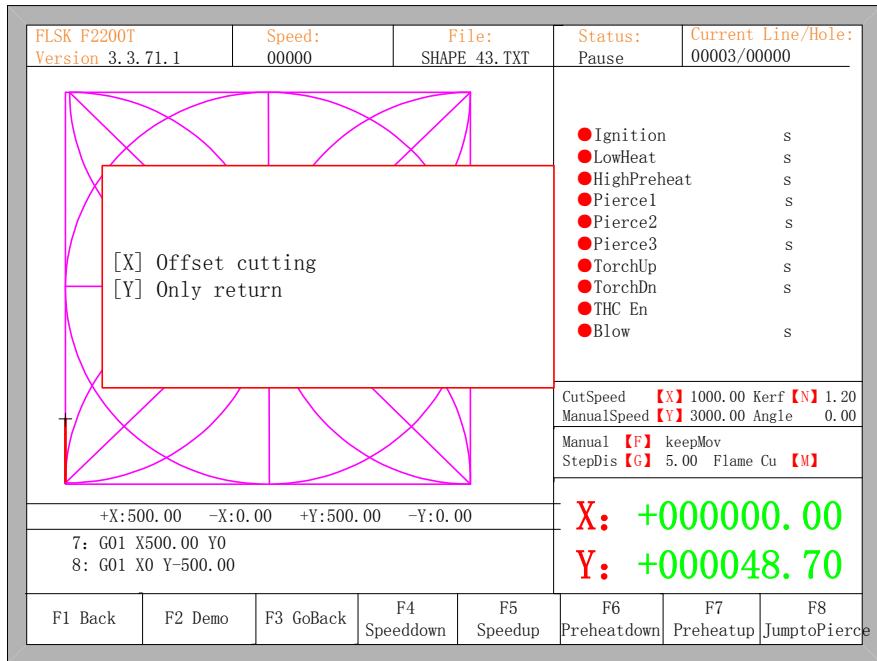 FLSK F2200T Speed: File: Status: Current Line/Hole:
Version 3.3.71.1 00000 SHAPE 43.TXT Pause 00003/00000
[X] Offset cutting
[Y] Only return
Ignition s
LowHeat s
HighPreheat s
Pierce1 s
Pierce2 s
Pierce3 s
TorchUp s
TorchDn s
THC En
Blow s
CutSpeed 【X】 1000.00 Kerf 【N】 1.20
ManualSpeed 【Y】 3000.00 Angle 0.00
Manual 【F】 keepMov
StepDis 【G】 5.00 Flame Cu 【M】
+X:500.00 -X:0.00 +Y:500.00 -Y:0.00
7: G01 X500.00 Y0
8: G01 X0 Y-500.00
X: +000000.00
Y: +000048.70
F1 Back F2 Demo F3 GoBack F4 Speeddown F5 Speedup F6 Preheatdown F7 Preheatup F8 JumptoPierce